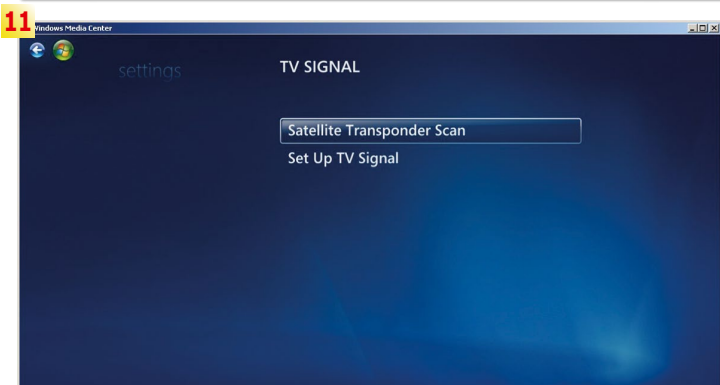 11
Windows Media Center
settings
TV SIGNAL
Satellite Transponder Scan
Set Up TV Signal